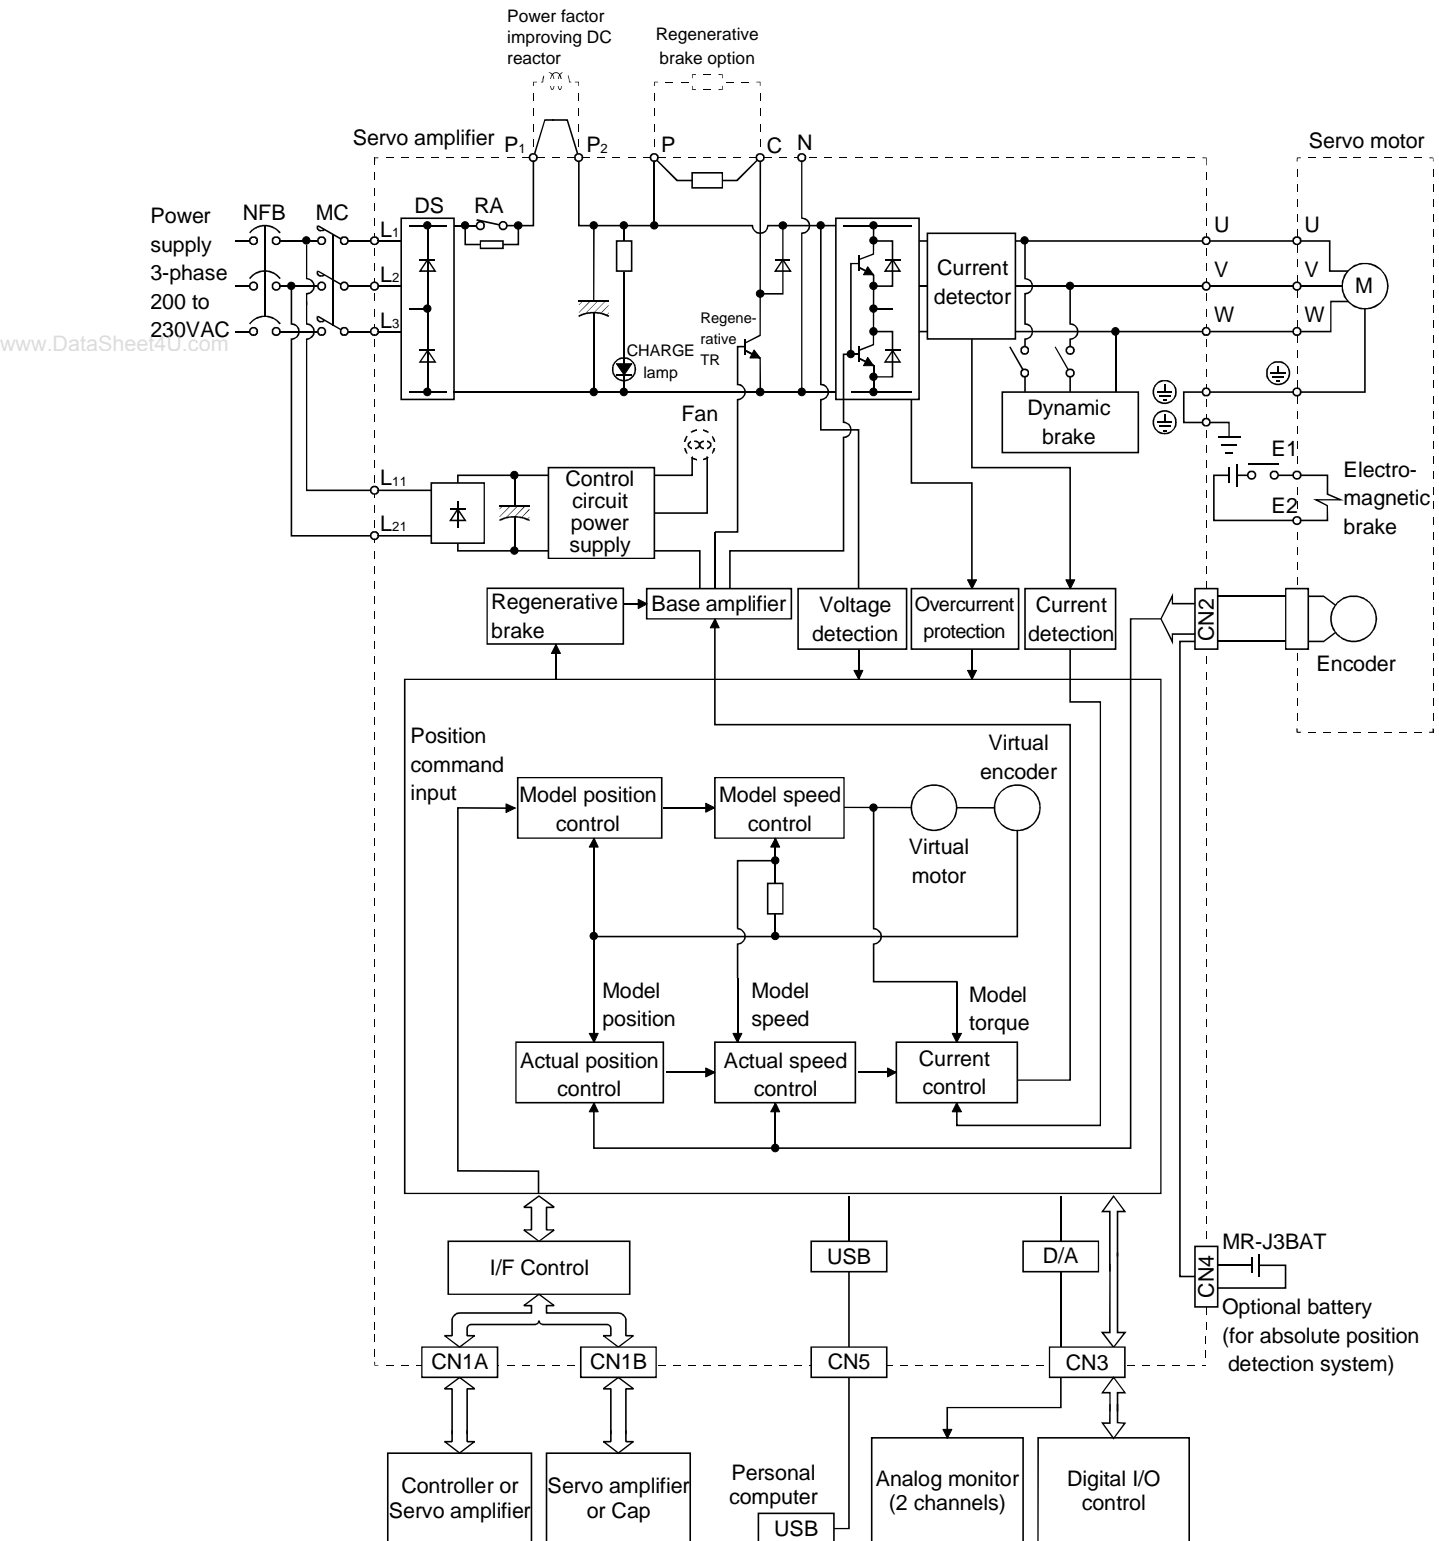 Power factor
improving DC
reactor
Regenerative
brake option
Servo amplifier
P1
P2
P
C
N
Servo motor
Power
supply
3-phase
200 to
230VAC
NFB
MC
L1
L2
L3
DS
RA
CHARGE
lamp
Regene-
rative
TR
Current
detector
U
V
W
U
V
W
M
Dynamic
brake
www.DataSheet4U.com
Fan
L11
L21
Control
circuit
power
supply
E1
E2
Electro-
magnetic
brake
Regenerative
brake
Base amplifier
Voltage
detection
Overcurrent
protection
Current
detection
CN2
Encoder
Position
command
input
Model position
control
Model speed
control
Virtual
encoder
Virtual
motor
Model
position
Model
speed
Model
torque
Actual position
control
Actual speed
control
Current
control
I/F Control
USB
D/A
CN4
MR-J3BAT
Optional battery
(for absolute position
detection system)
CN1A
CN1B
CN5
CN3
Controller or
Servo amplifier
Servo amplifier
or Cap
Personal
computer
USB
Analog monitor
(2 channels)
Digital I/O
control